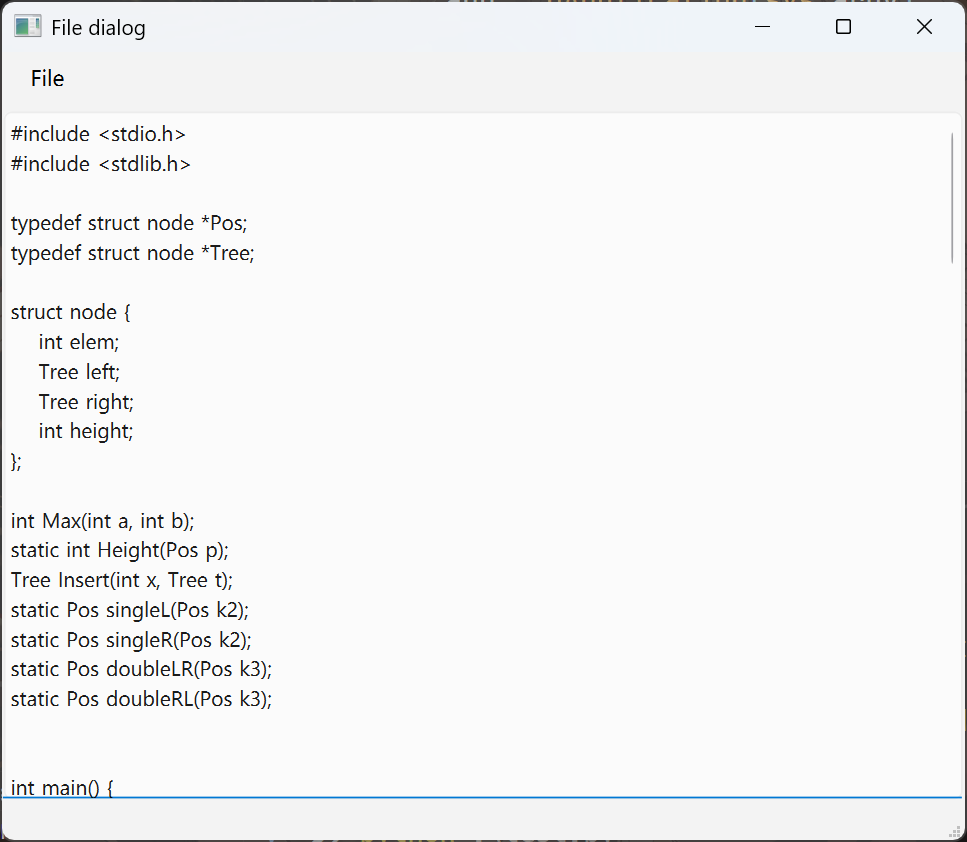 File dialog
File
#include <stdio.h>
#include <stdlib.h>

typedef struct node *Pos;
typedef struct node *Tree;

struct node {
    int elem;
    Tree left;
    Tree right;
    int height;
};

int Max(int a, int b);
static int Height(Pos p);
Tree Insert(int x, Tree t);
static Pos singleL(Pos k2);
static Pos singleR(Pos k2);
static Pos doubleLR(Pos k3);
static Pos doubleRL(Pos k3);


int main() {